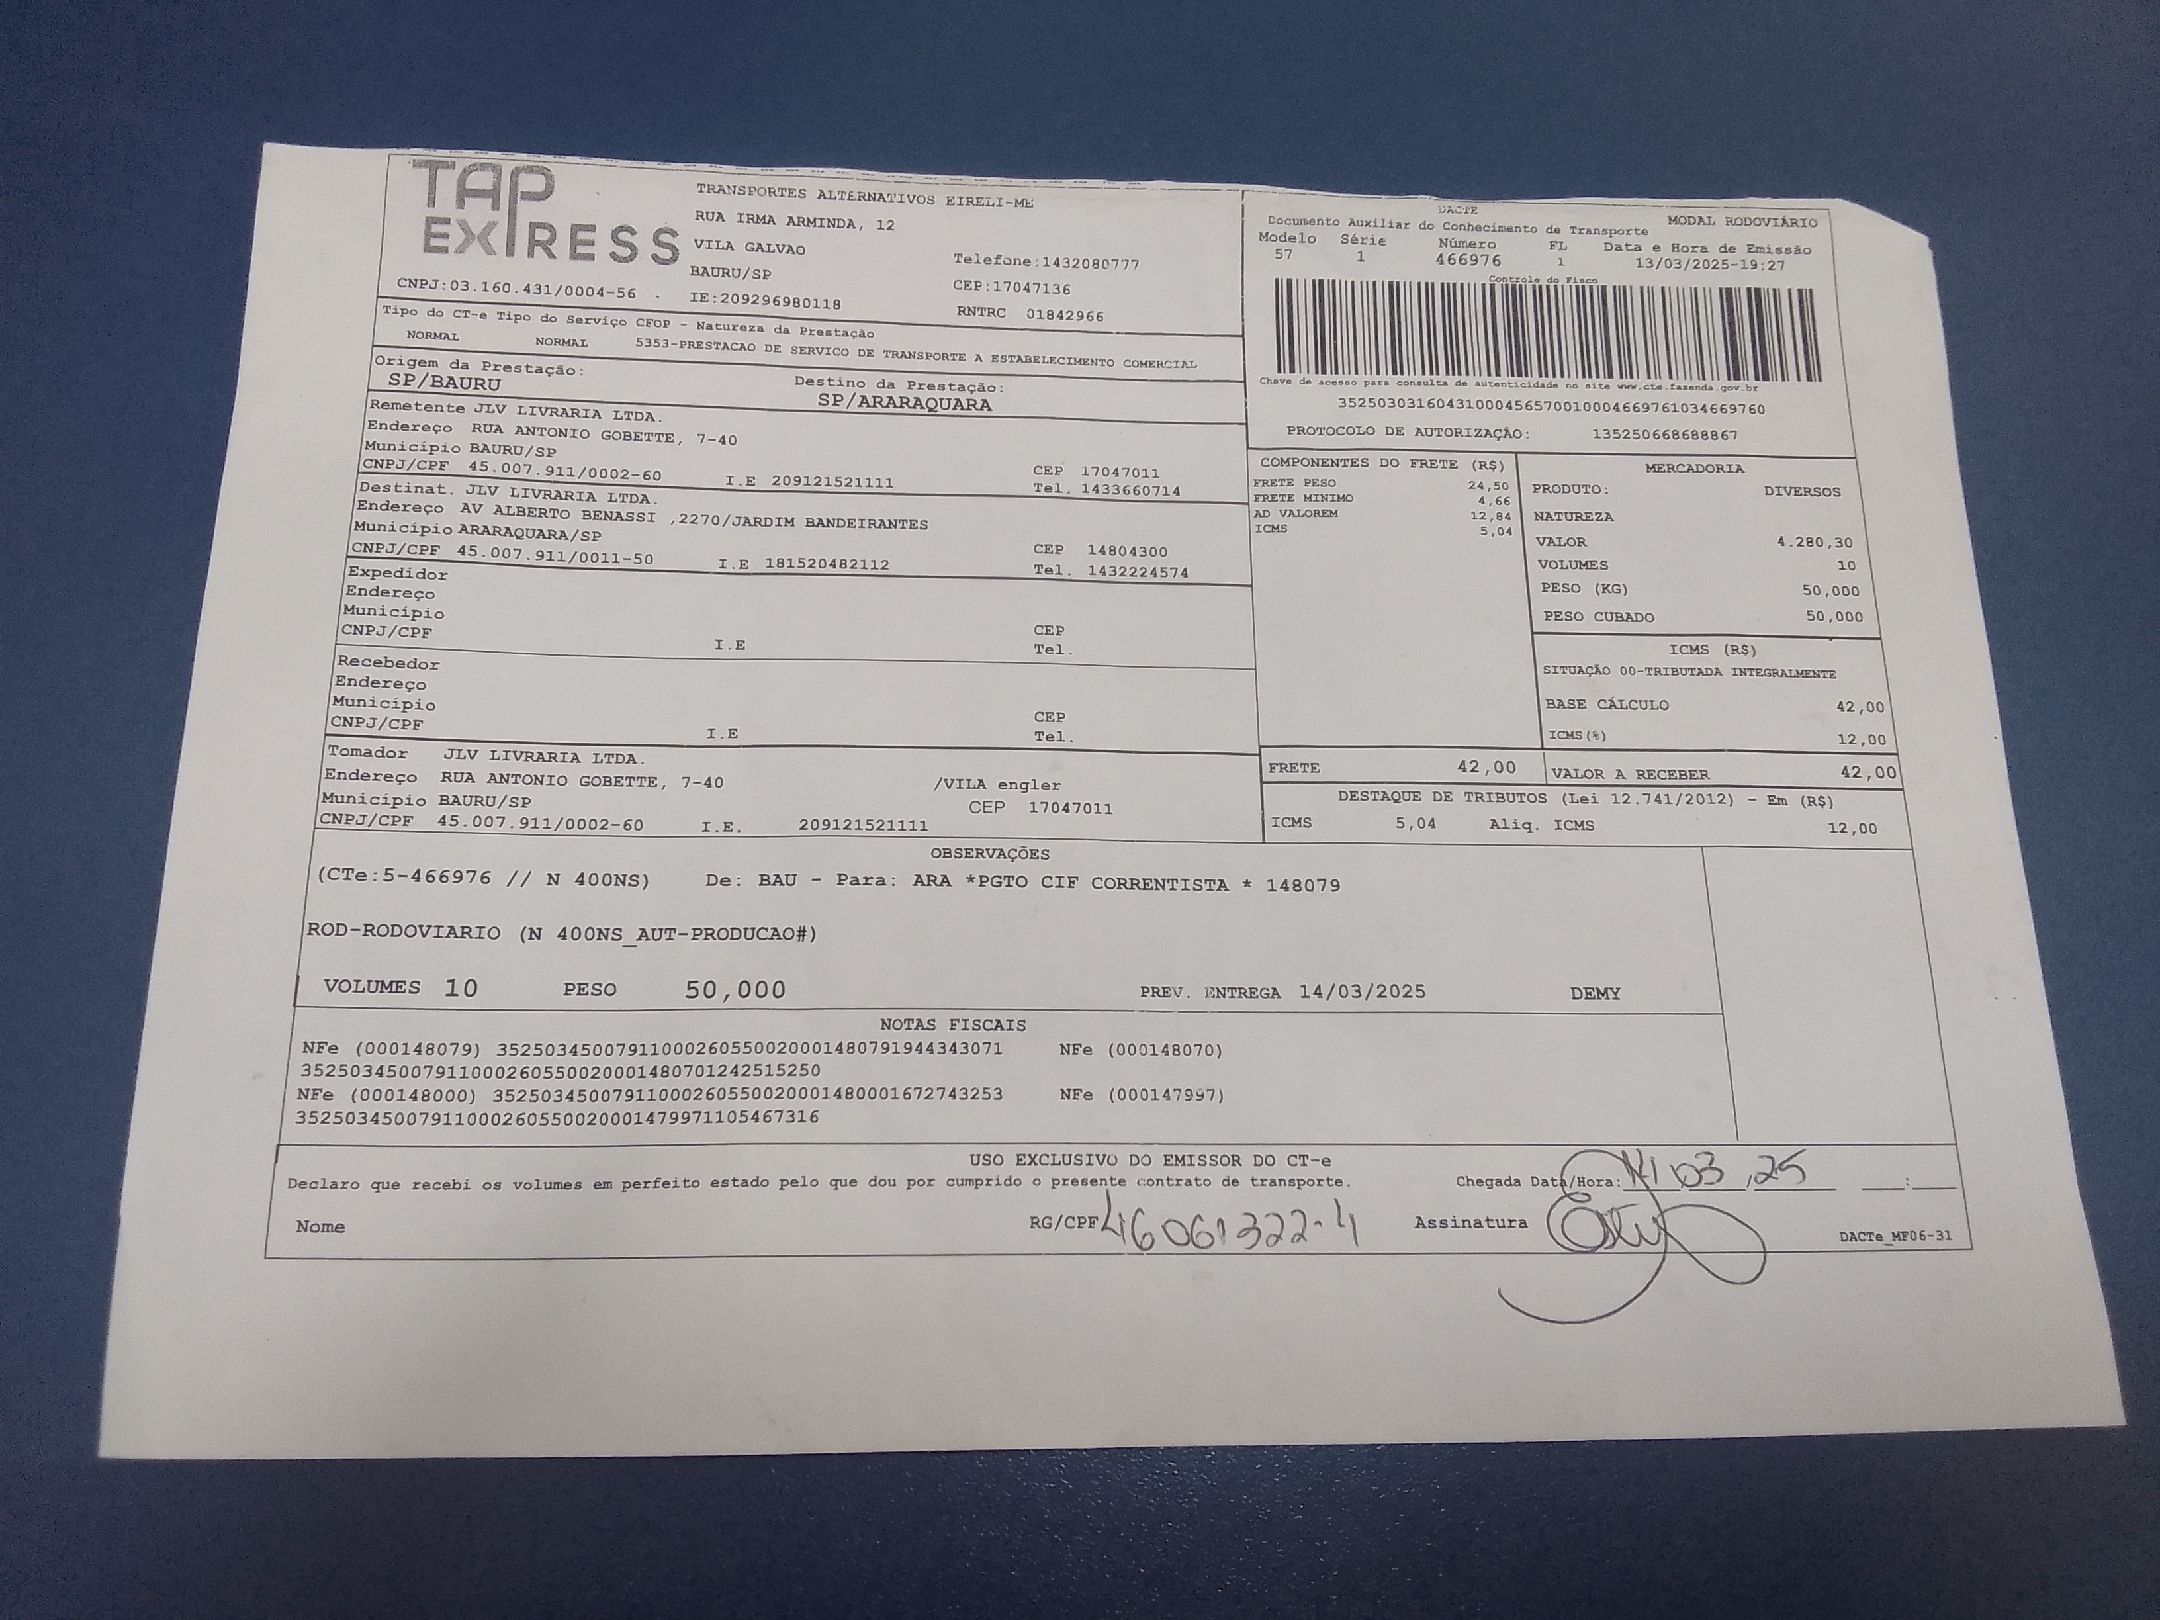 TAP EXPRESS
TRANSPORTES ALTERNATIVOS EIRELI-ME
RUA IRMA ARMINDA, 12
VILA GALVAO
Telefone:1432080777
BAURU/SP
CEP:17047136
CNPJ:03.160.431/0004-56 . IE:209296980118
RNTRC 01842966
DACTE
Documento Auxiliar do Conhecimento de Transporte
MODAL RODOVIÁRIO
Modelo Série Número FL Data e Hora de Emissão
57 1 466976 1 13/03/2025-19:27
Controle do Fisco
Chave de acesso para consulta de autenticidade no site www.cte.fazenda.gov.br
35250303160431000456570010004669761034669760
PROTOCOLO DE AUTORIZAÇÃO: 135250668688867
Tipo do CT-e Tipo do Serviço CFOP - Natureza da Prestação
NORMAL NORMAL 5353-PRESTACAO DE SERVICO DE TRANSPORTE A ESTABELECIMENTO COMERCIAL
Origem da Prestação: Destino da Prestação:
SP/BAURU SP/ARARAQUARA
Remetente JLV LIVRARIA LTDA.
Endereço RUA ANTONIO GOBETTE, 7-40
Município BAURU/SP CEP 17047011
CNPJ/CPF 45.007.911/0002-60 I.E 209121521111 Tel. 1433660714
Destinat. JLV LIVRARIA LTDA.
Endereço AV ALBERTO BENASSI ,2270/JARDIM BANDEIRANTES
Município ARARAQUARA/SP CEP 14804300
CNPJ/CPF 45.007.911/0011-50 I.E 181520482112 Tel. 1432224574
Expedidor
Endereço
Município CEP
CNPJ/CPF I.E Tel.
Recebedor
Endereço
Município CEP
CNPJ/CPF I.E Tel.
Tomador JLV LIVRARIA LTDA.
Endereço RUA ANTONIO GOBETTE, 7-40 /VILA engler
Município BAURU/SP CEP 17047011
CNPJ/CPF 45.007.911/0002-60 I.E. 209121521111
COMPONENTES DO FRETE (R$)
FRETE PESO 24,50
FRETE MINIMO 4,66
AD VALOREM 12,84
ICMS 5,04
MERCADORIA
PRODUTO: DIVERSOS
NATUREZA
VALOR 4.280,30
VOLUMES 10
PESO (KG) 50,000
PESO CUBADO 50,000
ICMS (R$)
SITUAÇÃO 00-TRIBUTADA INTEGRALMENTE
BASE CÁLCULO 42,00
ICMS(%) 12,00
FRETE 42,00 VALOR A RECEBER 42,00
DESTAQUE DE TRIBUTOS (Lei 12.741/2012) - Em (R$)
ICMS 5,04 Aliq. ICMS 12,00
OBSERVAÇÕES
(CTe:5-466976 // N 400NS) De: BAU - Para: ARA *PGTO CIF CORRENTISTA * 148079
ROD-RODOVIARIO (N 400NS_AUT-PRODUCAO#)
VOLUMES 10 PESO 50,000 PREV. ENTREGA 14/03/2025 DEMY
NOTAS FISCAIS
NFe (000148079) 35250345007911000260550020001480791944343071 NFe (000148070)
35250345007911000260550020001480701242515250
NFe (000148000) 35250345007911000260550020001480001672743253 NFe (000147997)
35250345007911000260550020001479971105467316
USO EXCLUSIVO DO EMISSOR DO CT-e
Declaro que recebi os volumes em perfeito estado pelo que dou por cumprido o presente contrato de transporte. Chegada Data/Hora: 14 03 25 :
Nome RG/CPF 46061322-4 Assinatura
DACTe_MF06-31